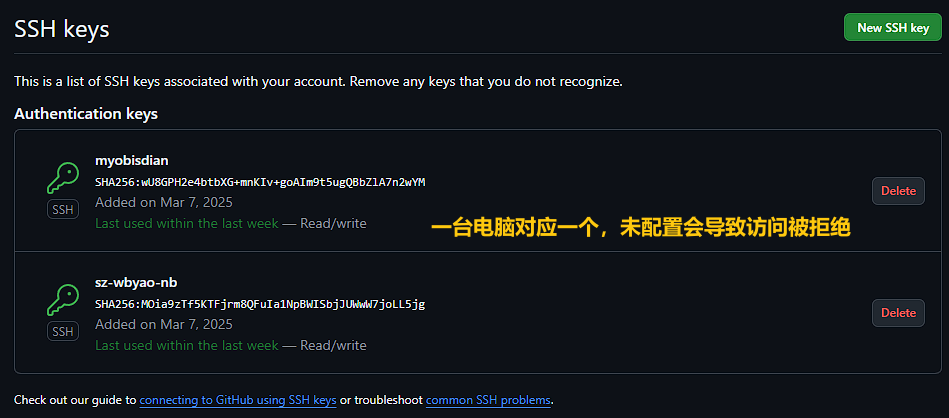 SSH keys
New SSH key
This is a list of SSH keys associated with your account. Remove any keys that you do not recognize.
Authentication keys
myobisdian
SHA256:wU8GPH2e4btbXG+mnKIv+goAIm9t5ugQBbZlA7n2wYM
Added on Mar 7, 2025
Last used within the last week — Read/write
SSH
Delete
一台电脑对应一个，未配置会导致访问被拒绝
sz-wbyao-nb
SHA256:MOia9zTf5KTFjrm8QFuIa1NpBWISbjJUWwW7joLL5jg
Added on Mar 7, 2025
Last used within the last week — Read/write
SSH
Delete
Check out our guide to connecting to GitHub using SSH keys or troubleshoot common SSH problems.